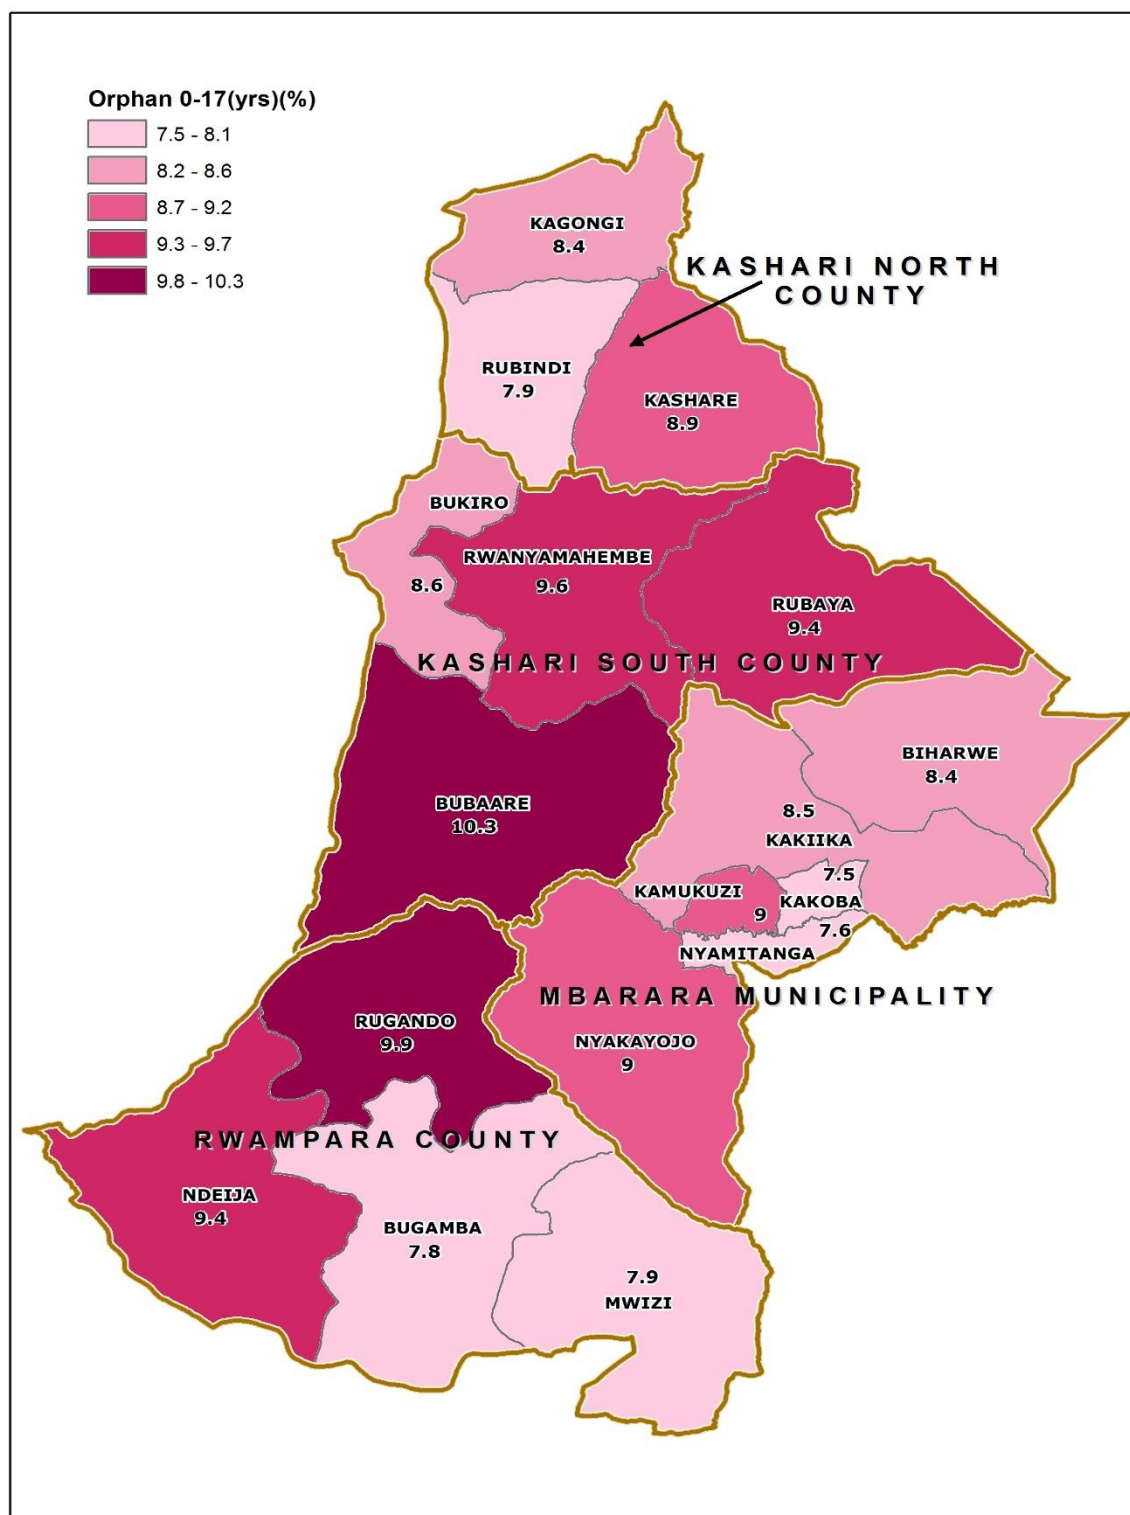 Orphan 0-17(yrs)(%)
7.5 - 8.1
8.2 - 8.6
8.7 - 9.2
9.3 - 9.7
9.8 - 10.3
KAGONGI
8.4
KASHARI NORTH
COUNTY
RUBINDI
7.9
KASHARE
8.9
BUKIRO
8.6
RWANYAMAHEMBE
9.6
RUBAYA
9.4
KASHARI SOUTH COUNTY
BIHARWE
8.4
BUBAARE
10.3
8.5
KAKIIKA
KAMUKUZI
9
7.5
KAKOBA
7.6
NYAMITANGA
MBARARA MUNICIPALITY
RUGANDO
9.9
NYAKAYOJO
9
RWAMPARA COUNTY
NDEIJA
9.4
BUGAMBA
7.8
7.9
MWIZI